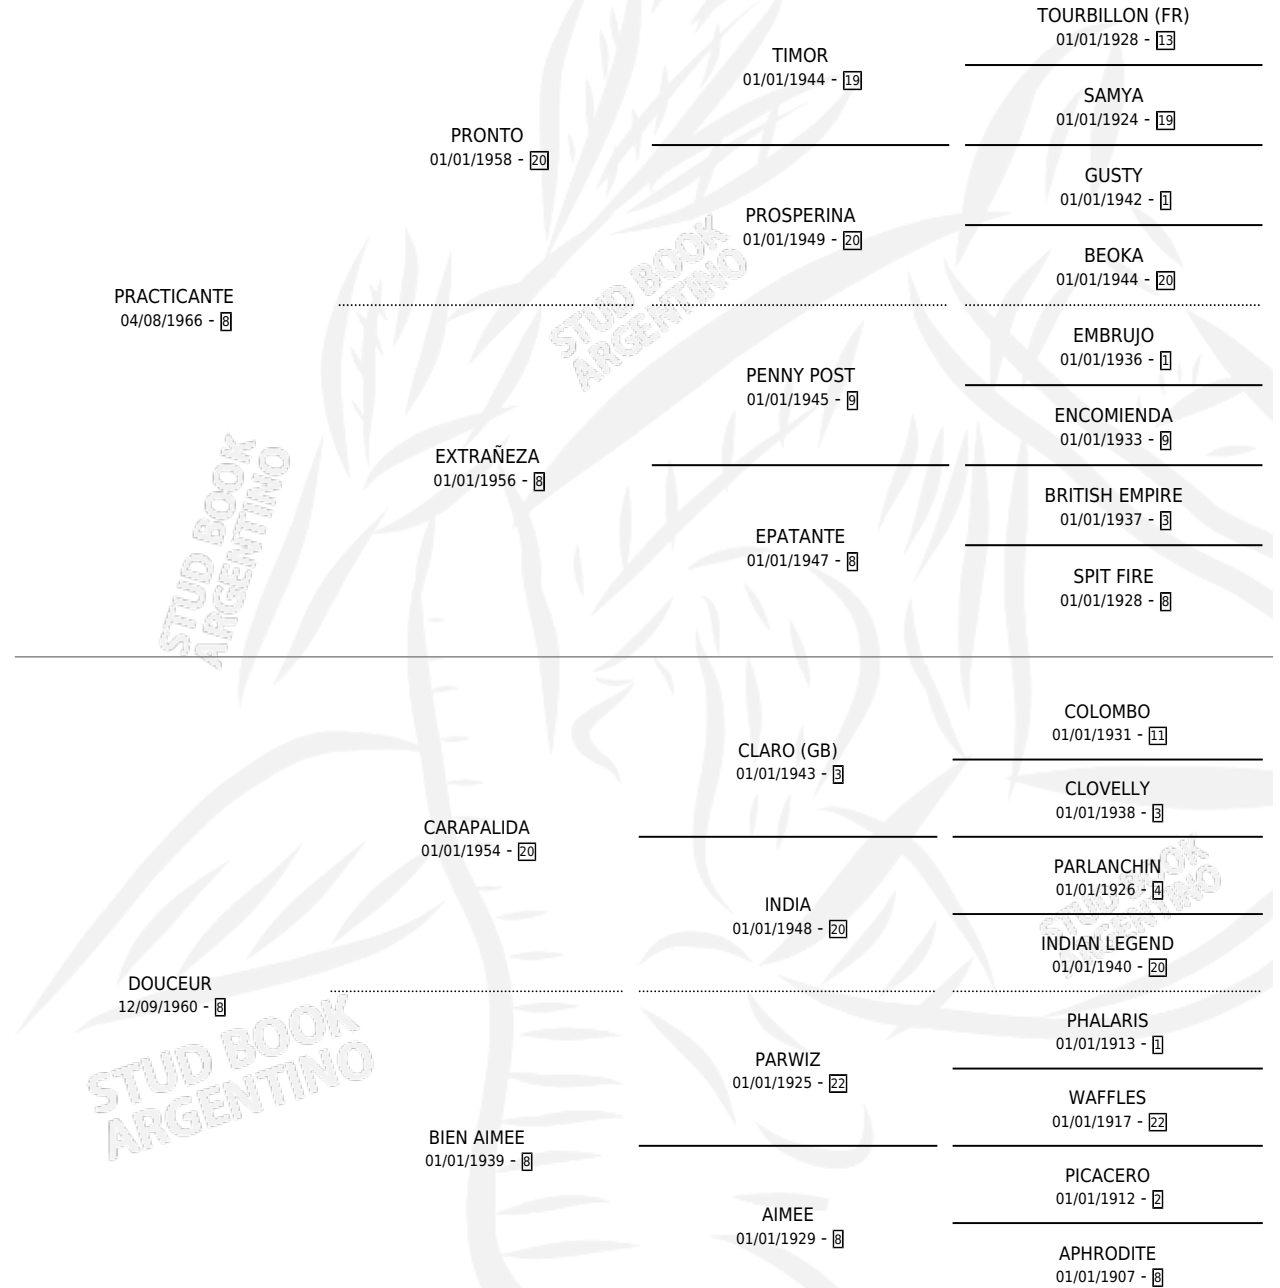 TOURBILLON (FR)
01/01/1928 - 13
TIMOR
01/01/1944 - 19
SAMYA
01/01/1924 - 19
PRONTO
01/01/1958 - 20
GUSTY
01/01/1942 - 1
PROSPERINA
01/01/1949 - 20
BEOKA
01/01/1944 - 20
PRACTICANTE
04/08/1966 - 8
EMBRUJO
01/01/1936 - 1
PENNY POST
01/01/1945 - 9
ENCOMIENDA
01/01/1933 - 9
EXTRAÑEZA
01/01/1956 - 8
BRITISH EMPIRE
01/01/1937 - 3
EPATANTE
01/01/1947 - 8
SPIT FIRE
01/01/1928 - 8
COLOMBO
01/01/1931 - 11
CLARO (GB)
01/01/1943 - 3
CLOVELLY
01/01/1938 - 3
CARAPALIDA
01/01/1954 - 20
PARLANCHIN
01/01/1926 - 4
INDIA
01/01/1948 - 20
INDIAN LEGEND
01/01/1940 - 20
DOUCEUR
12/09/1960 - 8
PHALARIS
01/01/1913 - 1
PARWIZ
01/01/1925 - 22
WAFFLES
01/01/1917 - 22
BIEN AIMEE
01/01/1939 - 8
PICACERO
01/01/1912 - 2
AIMEE
01/01/1929 - 8
APHRODITE
01/01/1907 - 8
STUD BOOK
ARGENTINO
STUD BOOK
ARGENTINO
STUD BOOK
ARGENTINO
STUD BOOK
ARGENTINO